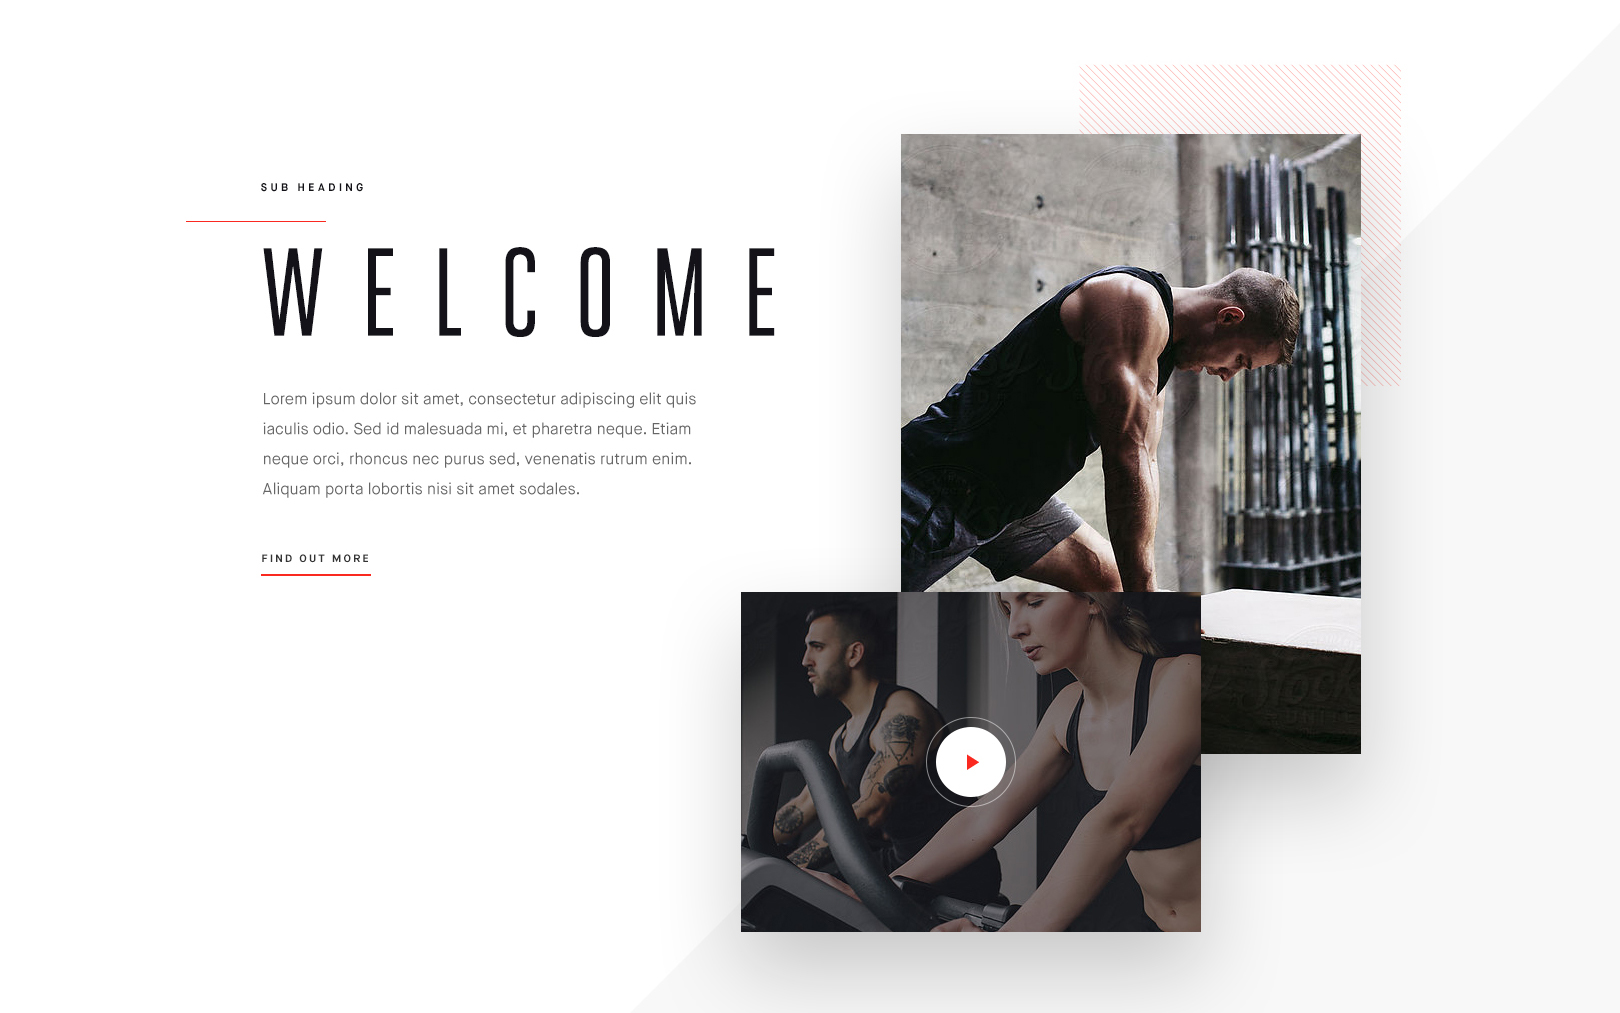 SUB HEADING
WELCOME
Lorem ipsum dolor sit amet, consectetur adipiscing elit quis
iaculis odio. Sed id malesuada mi, et pharetra neque. Etiam
neque orci, rhoncus nec purus sed, venenatis rutrum enim.
Aliquam porta lobortis nisi sit amet sodales.
FIND OUT MORE